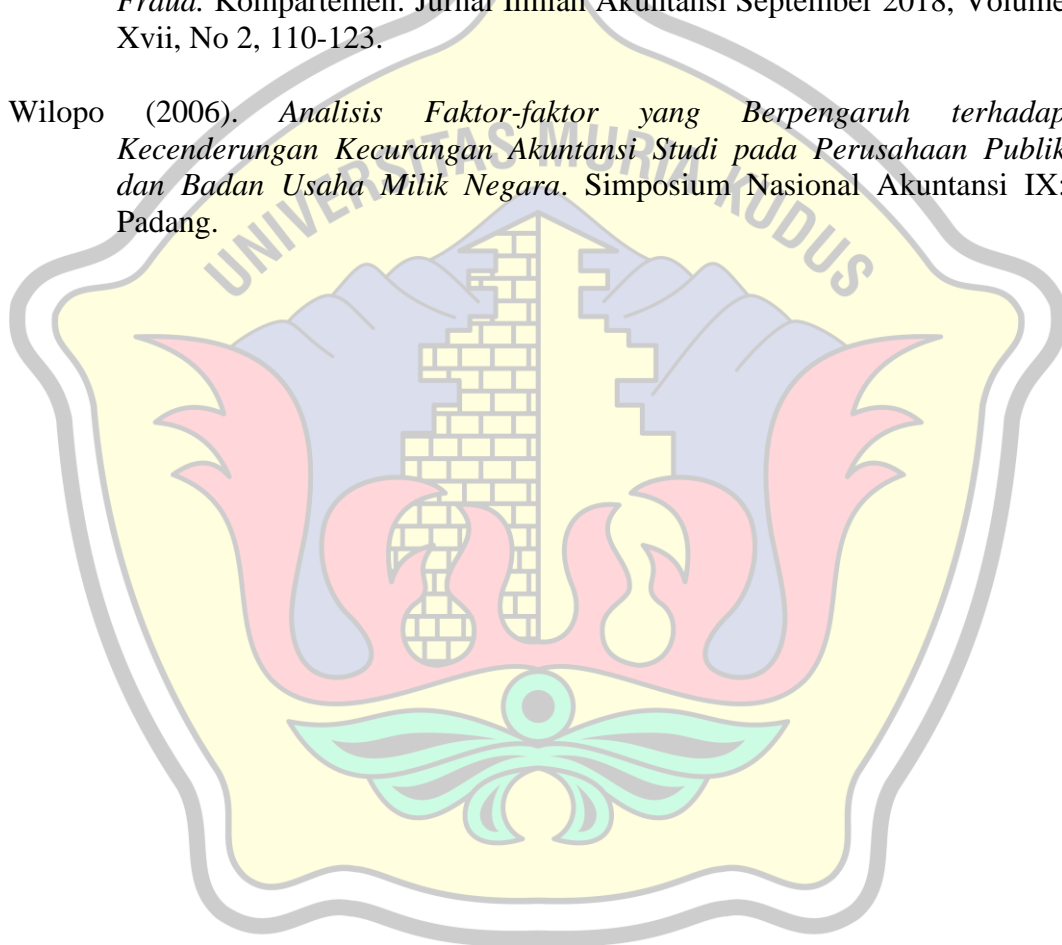 Fraud. Kompartemen: Jurnal Ilmiah Akuntansi September 2018, Volume
Xvii, No 2, 110-123.
Wilopo (2006). Analisis Faktor-faktor yang Berpengaruh terhadap
Kecenderungan Kecurangan Akuntansi Studi pada Perusahaan Publik
dan Badan Usaha Milik Negara. Simposium Nasional Akuntansi IX:
Padang.
UNIVERSITAS MURIA KUDUS